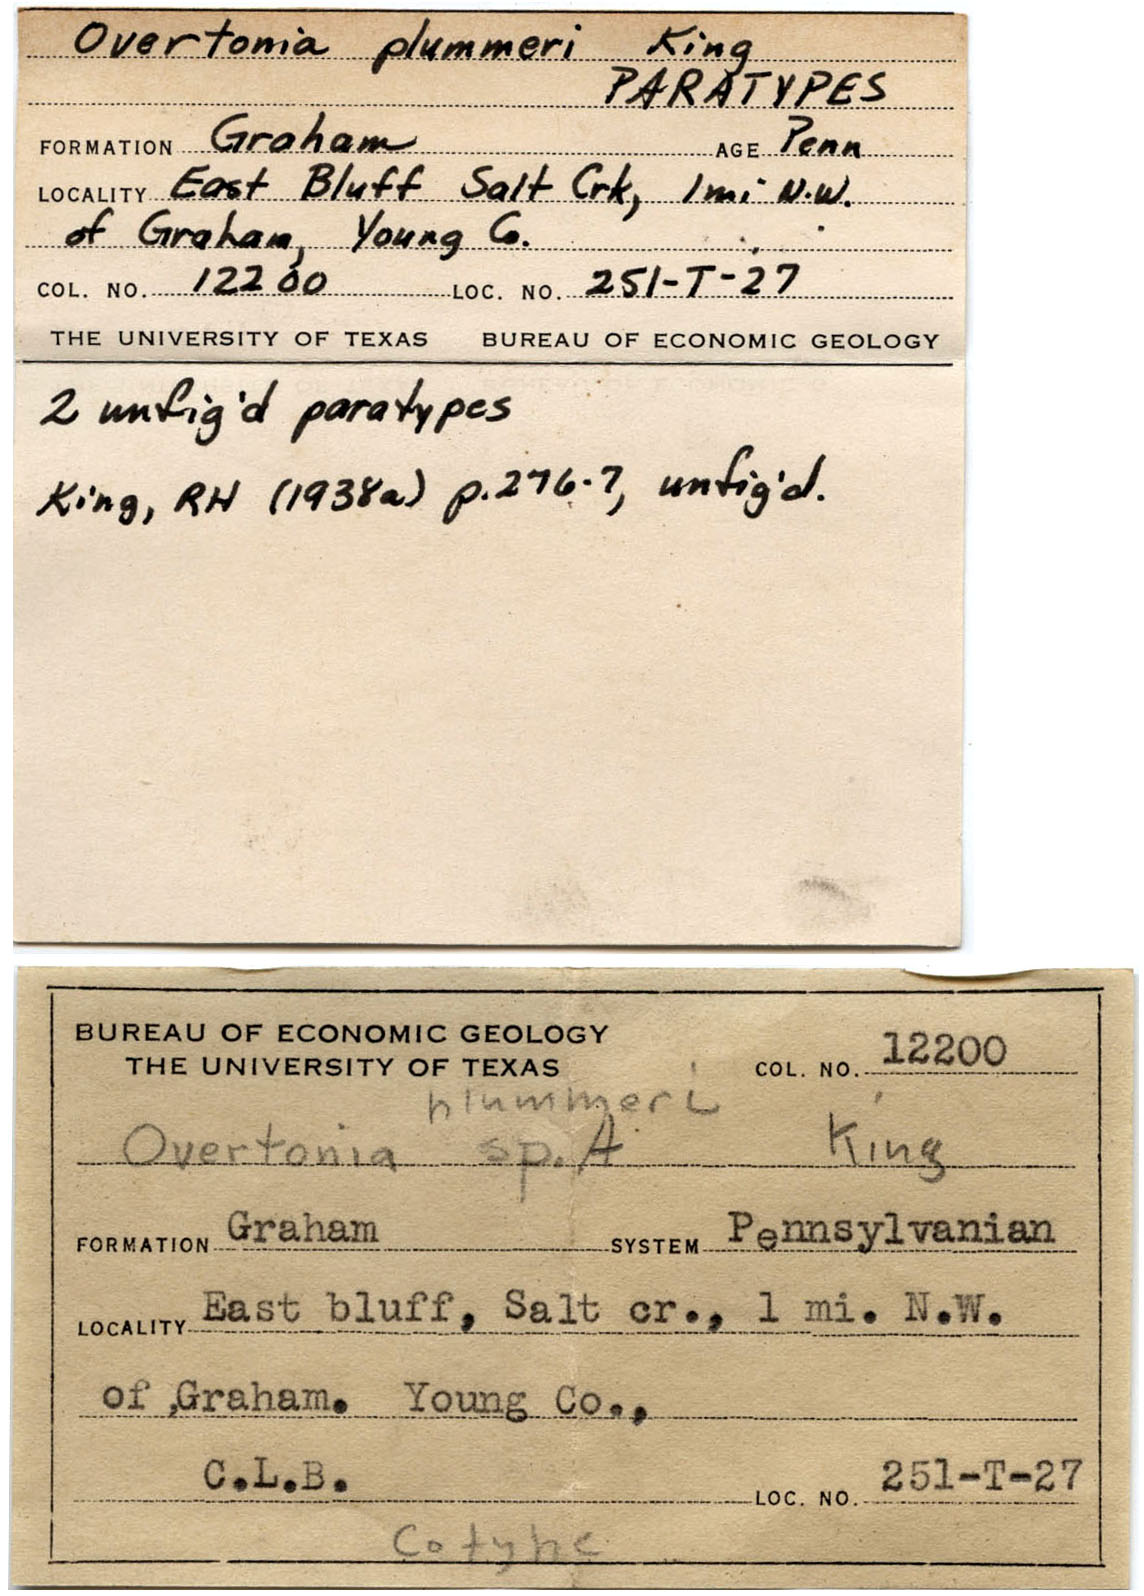 Overtonia plummeri King
PARATYPES
FORMATION Graham AGE Penn
LOCALITY East Bluff Salt Crk, 1mi N.W.
of Graham, Young Co.
COL. NO. 12200 LOC. NO. 251-T-27
THE UNIVERSITY OF TEXAS BUREAU OF ECONOMIC GEOLOGY
2 unfig'd paratypes
King, RH (1938a) p.276-7, unfig'd.
BUREAU OF ECONOMIC GEOLOGY
THE UNIVERSITY OF TEXAS COL. NO. 12200
plummeri
Overtonia sp. A King
FORMATION Graham SYSTEM Pennsylvanian
LOCALITY East bluff, Salt cr., 1 mi. N.W.
of ,Graham. Young Co.,
C.L.B. LOC. NO. 251-T-27
Cotype